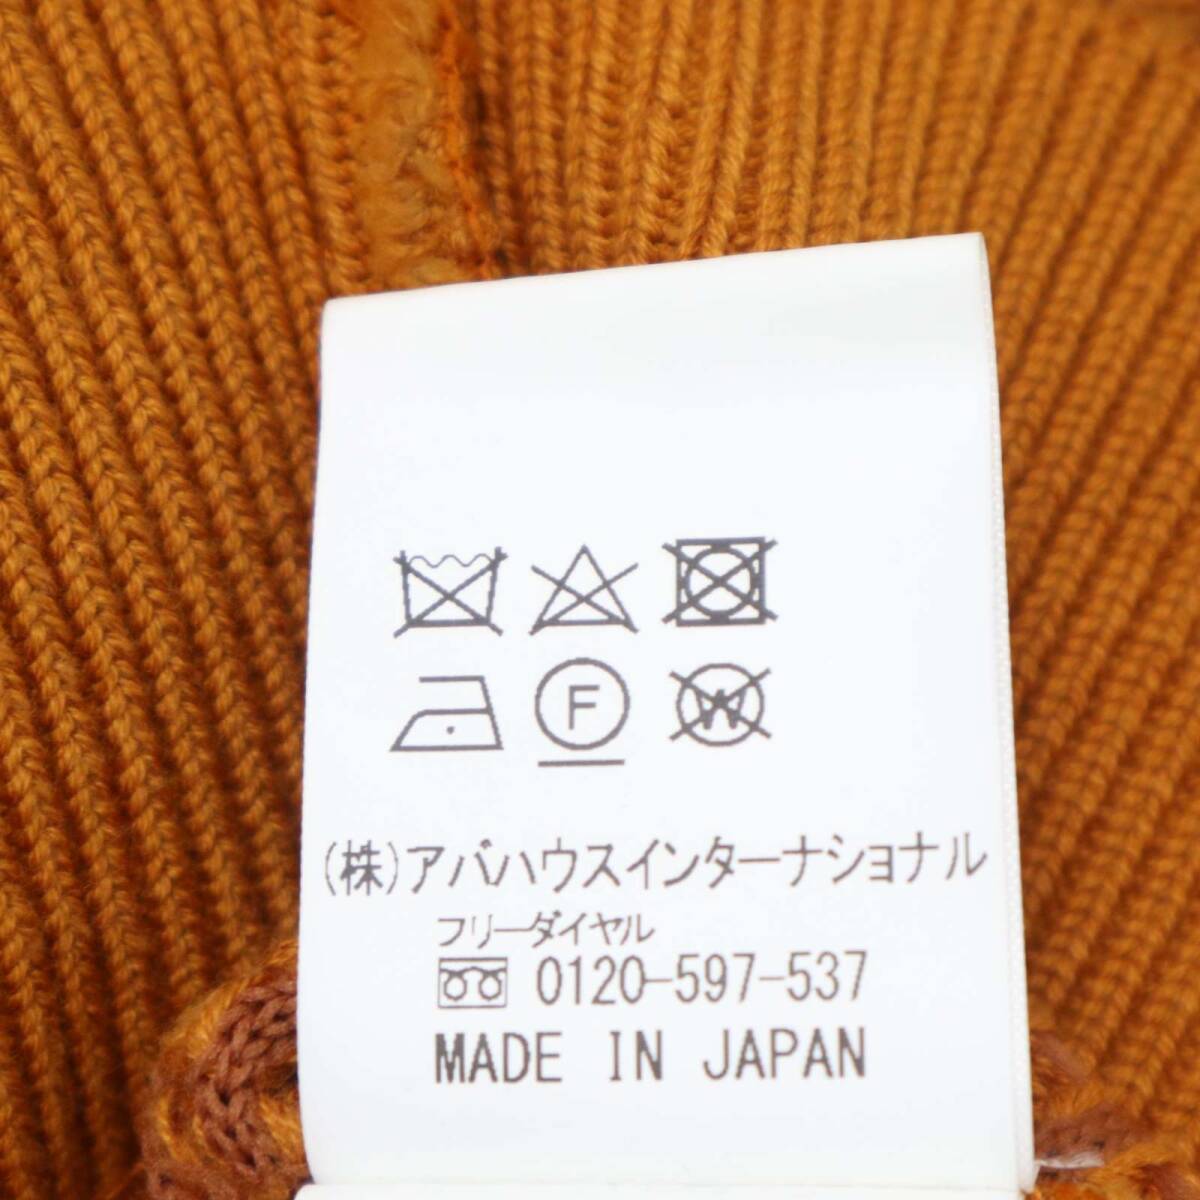 F W
(株)アバハウスインターナショナル
フリーダイヤル
0120-597-537
MADE IN JAPAN